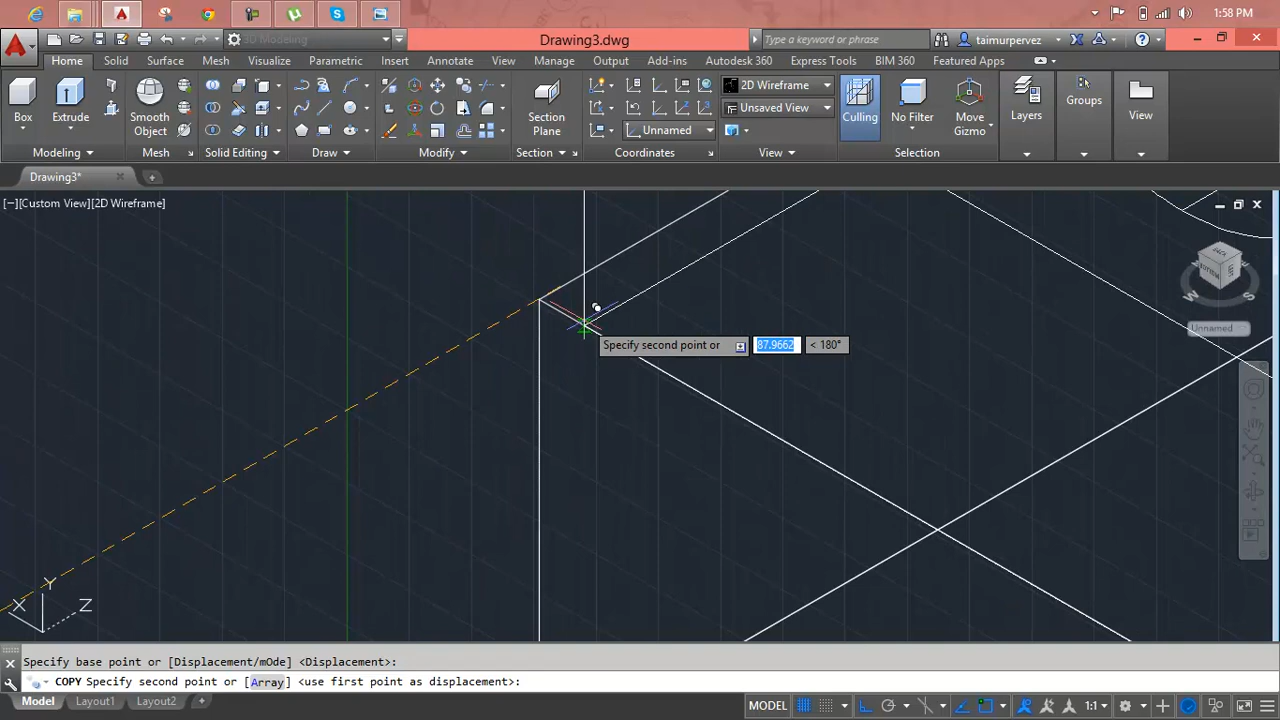 1:58 PM
3D Modeling
Drawing3.dwg
Type a keyword or phrase
taimurpervez
Home
Solid
Surface
Mesh
Visualize
Parametric
Insert
Annotate
View
Manage
Output
Add-ins
Autodesk 360
Express Tools
BIM 360
Featured Apps
Box
Extrude
Smooth
Object
Section
Plane
Unnamed
2D Wireframe
Unsaved View
Culling
No Filter
Move
Gizmo
Layers
Groups
View
Modeling
Mesh
Solid Editing
Draw
Modify
Section
Coordinates
View
Selection
Drawing3*
[−][Custom View][2D Wireframe]
W
S
Unnamed
Specify second point or
87.9662
< 180°
X
Y
Z
Specify base point or [Displacement/mOde] <Displacement>:
COPY Specify second point or [Array] <use first point as displacement>:
Model
Layout1
Layout2
MODEL
1:1